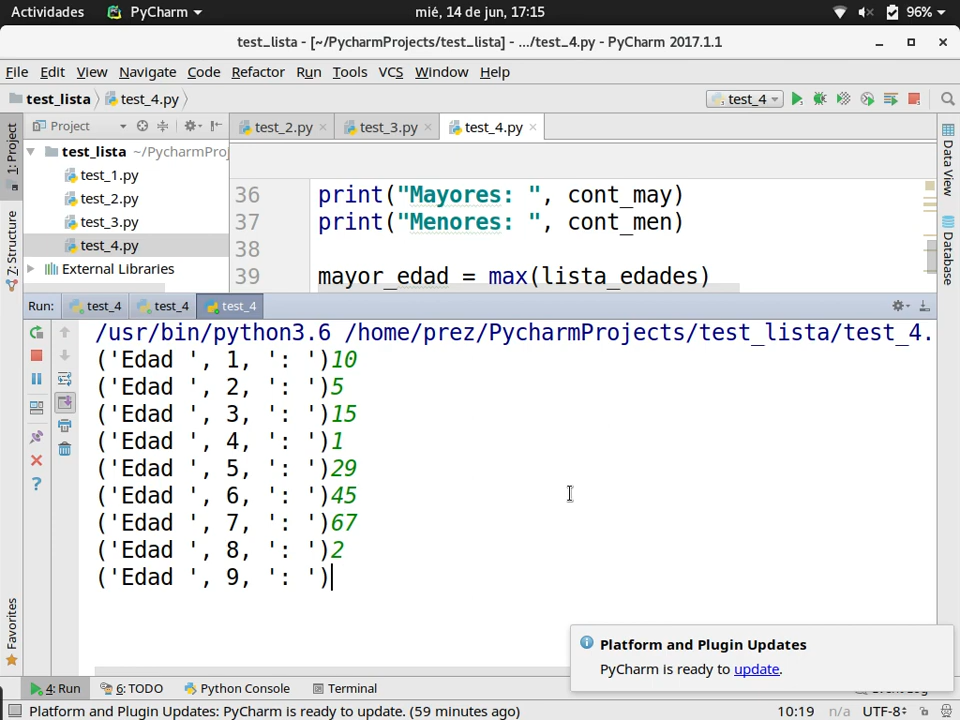 Actividades PyCharm mié, 14 de jun, 17:15 96%
test_lista - [~/PycharmProjects/test_lista] - .../test_4.py - PyCharm 2017.1.1
File Edit View Navigate Code Refactor Run Tools VCS Window Help
test_lista test_4.py test_4
Project test_2.py test_3.py test_4.py
1: Project
7: Structure
Favorites
Data View
Database
test_lista ~/PycharmProj
test_1.py
test_2.py
test_3.py
test_4.py
External Libraries
36 print("Mayores: ", cont_may)
37 print("Menores: ", cont_men)
38
39 mayor_edad = max(lista_edades)
Run: test_4 test_4 test_4
/usr/bin/python3.6 /home/prez/PycharmProjects/test_lista/test_4.
('Edad ', 1, ': ')10
('Edad ', 2, ': ')5
('Edad ', 3, ': ')15
('Edad ', 4, ': ')1
('Edad ', 5, ': ')29
('Edad ', 6, ': ')45
('Edad ', 7, ': ')67
('Edad ', 8, ': ')2
('Edad ', 9, ': ')
Platform and Plugin Updates
PyCharm is ready to update.
4: Run 6: TODO Python Console Terminal
Platform and Plugin Updates: PyCharm is ready to update. (59 minutes ago) 10:19 n/a UTF-8